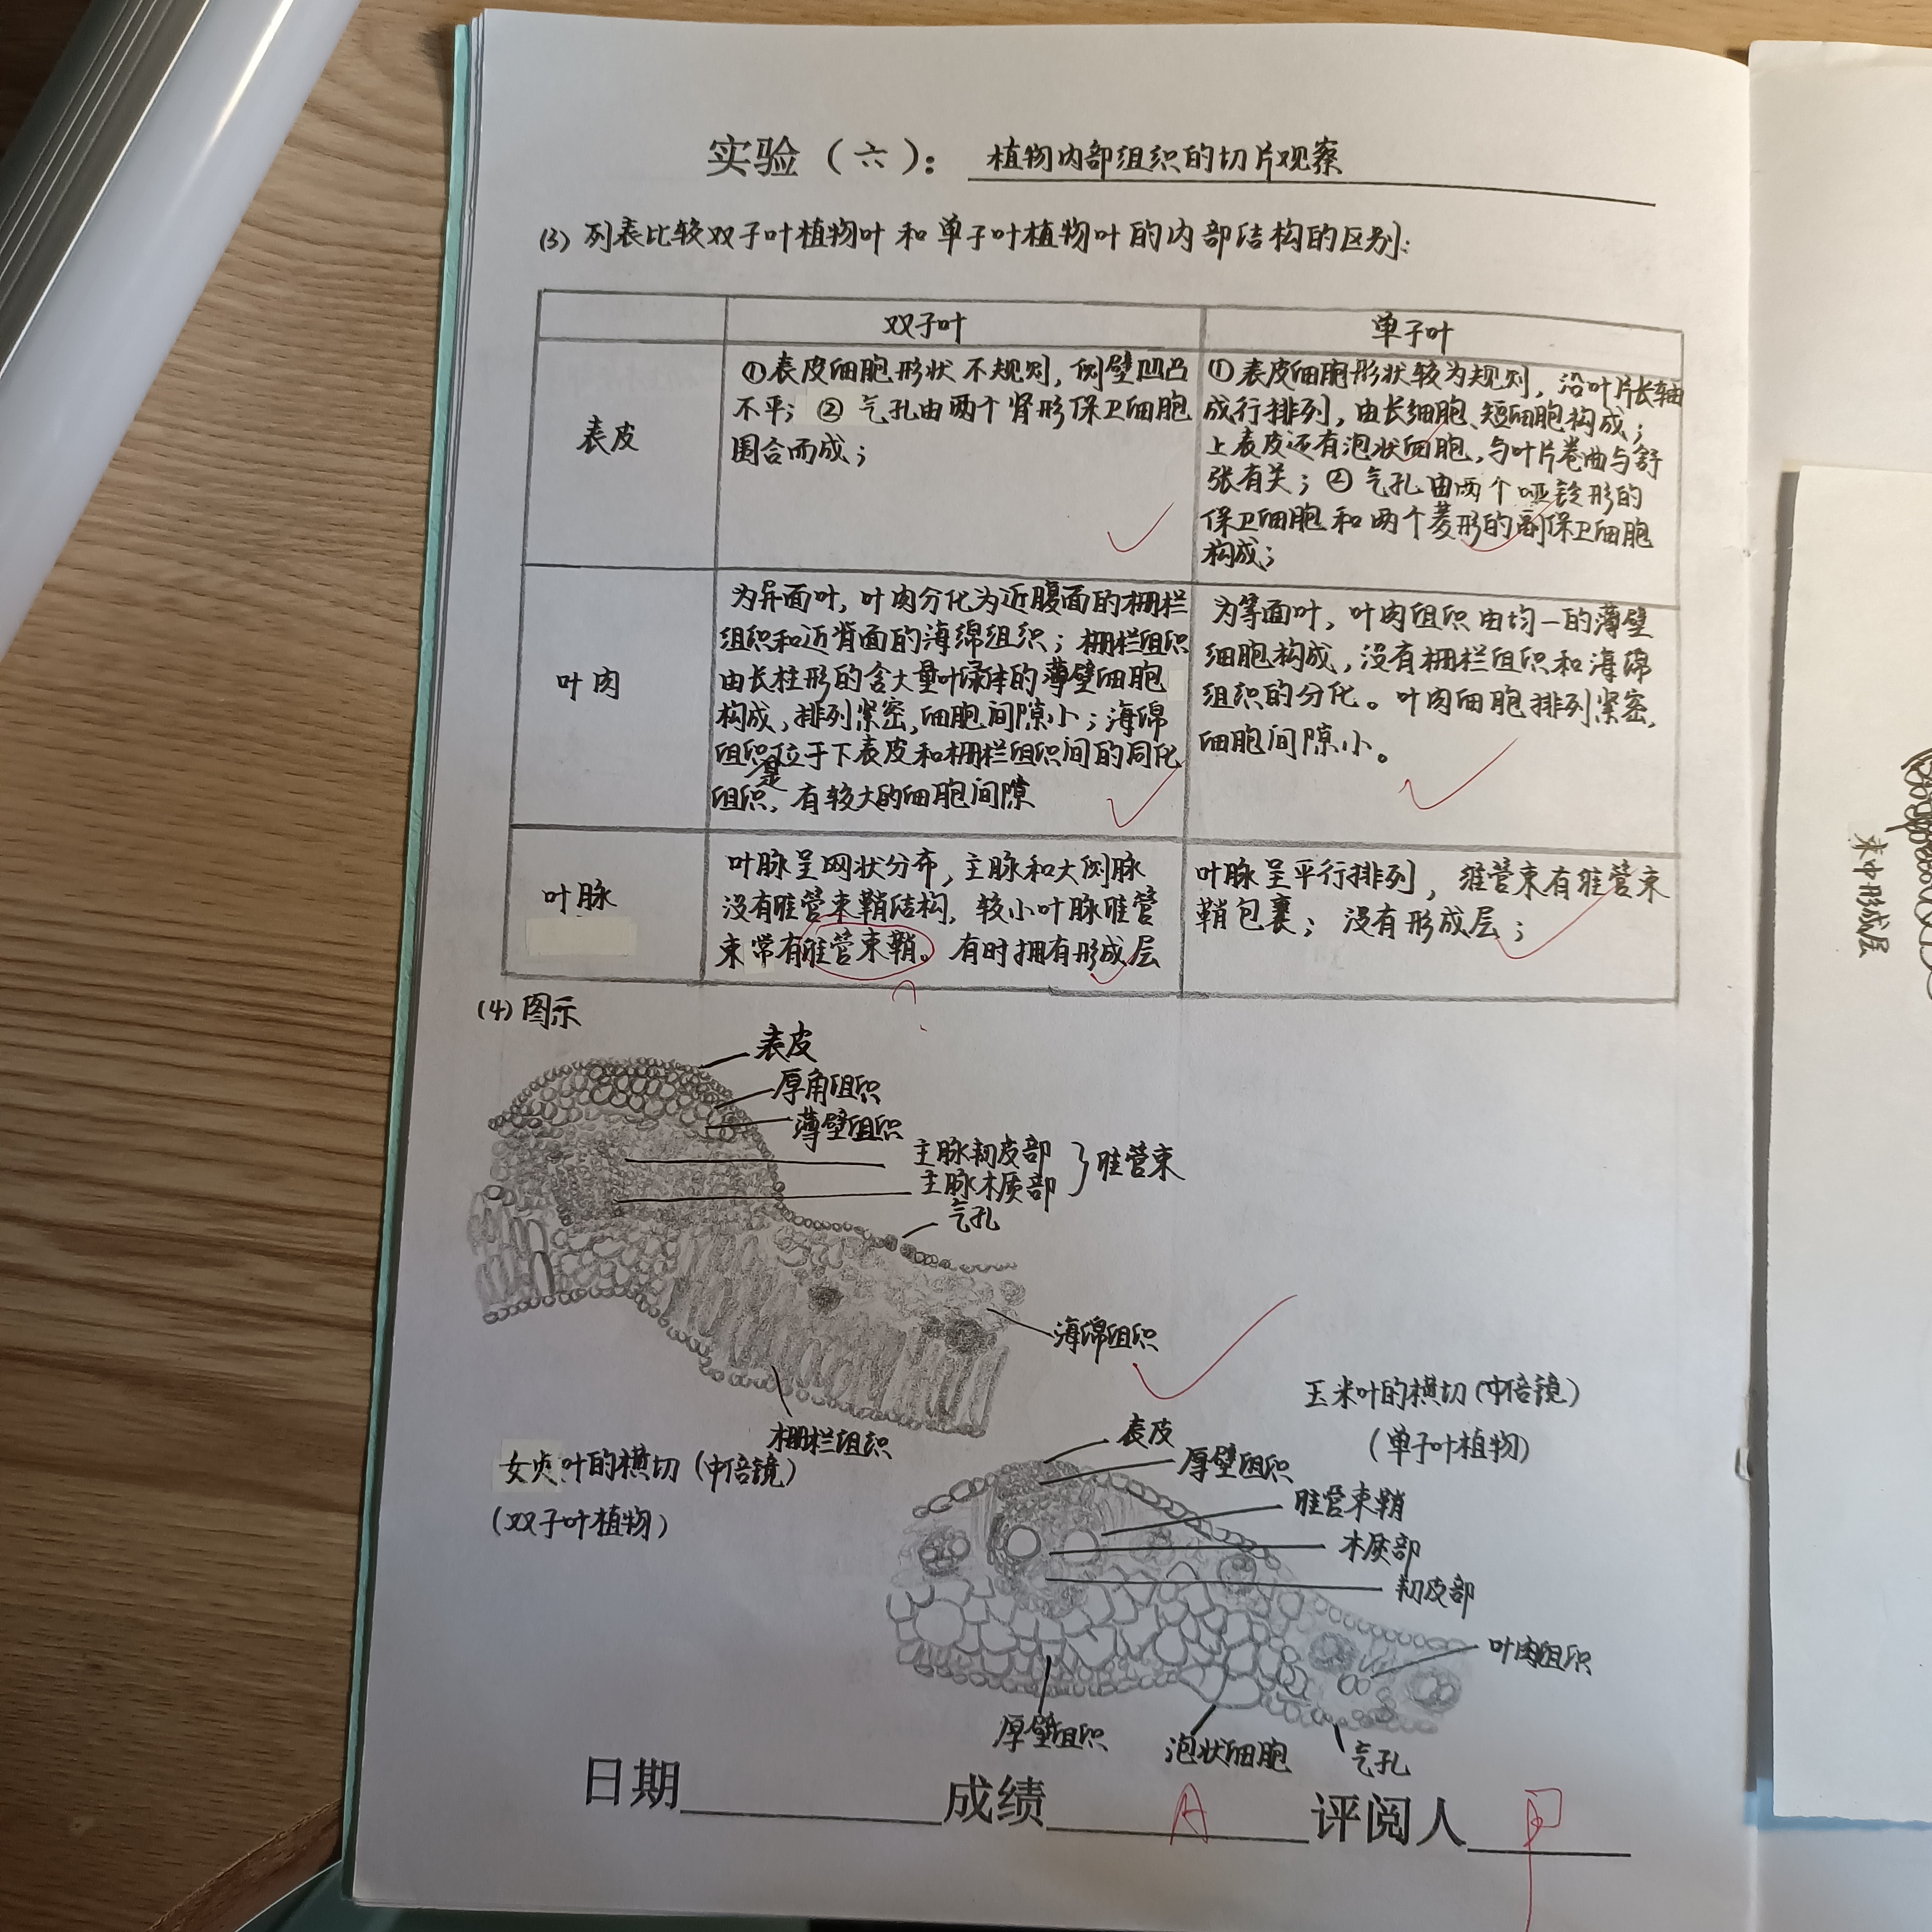 实验（六）：植物内部组织的切片观察
(3) 列表比较双子叶植物叶和单子叶植物叶的内部结构的区别：
双子叶
单子叶
表皮
①表皮细胞形状不规则，侧壁凹凸
不平；② 气孔由两个肾形保卫细胞
围合而成；
①表皮细胞形状较为规则，沿叶片长轴
成行排列，由长细胞、短细胞构成；
上表皮还有泡状细胞，与叶片卷曲与舒
张有关；②气孔由两个哑铃形的
保卫细胞和两个菱形的副保卫细胞
构成；
叶肉
为异面叶，叶肉分化为近腹面的栅栏
组织和近背面的海绵组织；栅栏组织
由长柱形的含大量叶绿体的薄壁细胞
构成，排列紧密，细胞间隙小；海绵
组织是位于下表皮和栅栏组织间的同化
组织，有较大的细胞间隙
为等面叶，叶肉组织由均一的薄壁
细胞构成，没有栅栏组织和海绵
组织的分化。叶肉细胞排列紧密，
细胞间隙小。
叶脉
叶脉呈网状分布，主脉和大侧脉
没有维管束鞘结构，较小叶脉维管
束常有维管束鞘。有时拥有形成层
?
叶脉呈平行排列，维管束有维管束
鞘包裹；没有形成层；
(4) 图示
表皮
厚角组织
薄壁组织
主脉韧皮部
主脉木质部
维管束
气孔
海绵组织
栅栏组织
女贞叶的横切（中倍镜）
（双子叶植物）
玉米叶的横切（中倍镜）
（单子叶植物）
表皮
厚壁组织
维管束鞘
木质部
韧皮部
叶肉组织
厚壁组织
泡状细胞
气孔
日期 成绩 A 评阅人
束中形成层